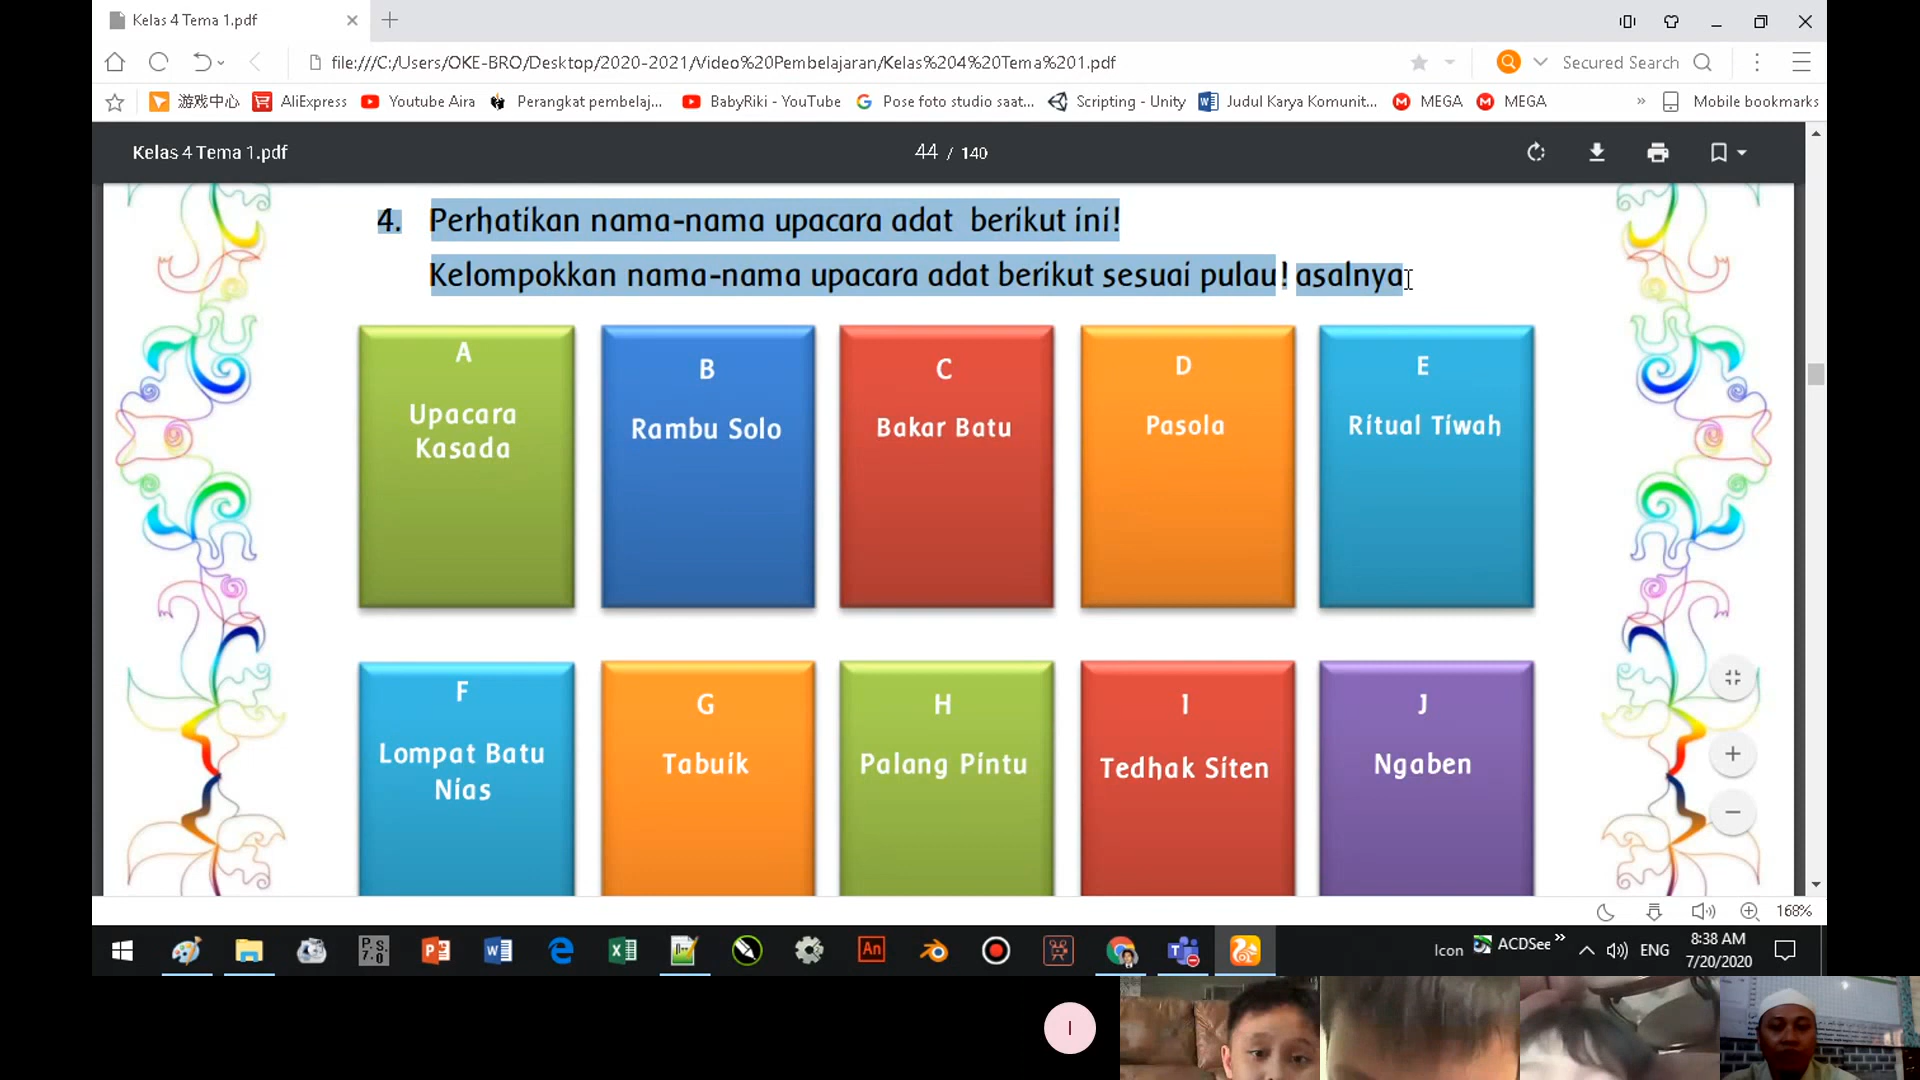 Kelas 4 Tema 1.pdf
file:///C:/Users/OKE-BRO/Desktop/2020-2021/Video%20Pembelajaran/Kelas%204%20Tema%201.pdf
Secured Search
游戏中心 AliExpress Youtube Aira Perangkat pembelaj... BabyRiki - YouTube Pose foto studio saat... Scripting - Unity Judul Karya Komunit... MEGA MEGA » Mobile bookmarks
Kelas 4 Tema 1.pdf 44 / 140
4. Perhatikan nama-nama upacara adat berikut ini!
Kelompokkan nama-nama upacara adat berikut sesuai pulau! asalnya
A
Upacara
Kasada
B
Rambu Solo
C
Bakar Batu
D
Pasola
E
Ritual Tiwah
F
Lompat Batu
Nias
G
Tabuik
H
Palang Pintu
I
Tedhak Siten
J
Ngaben
168%
P.S.
7.0
An
Icon ACDSee » ENG
8:38 AM
7/20/2020
I